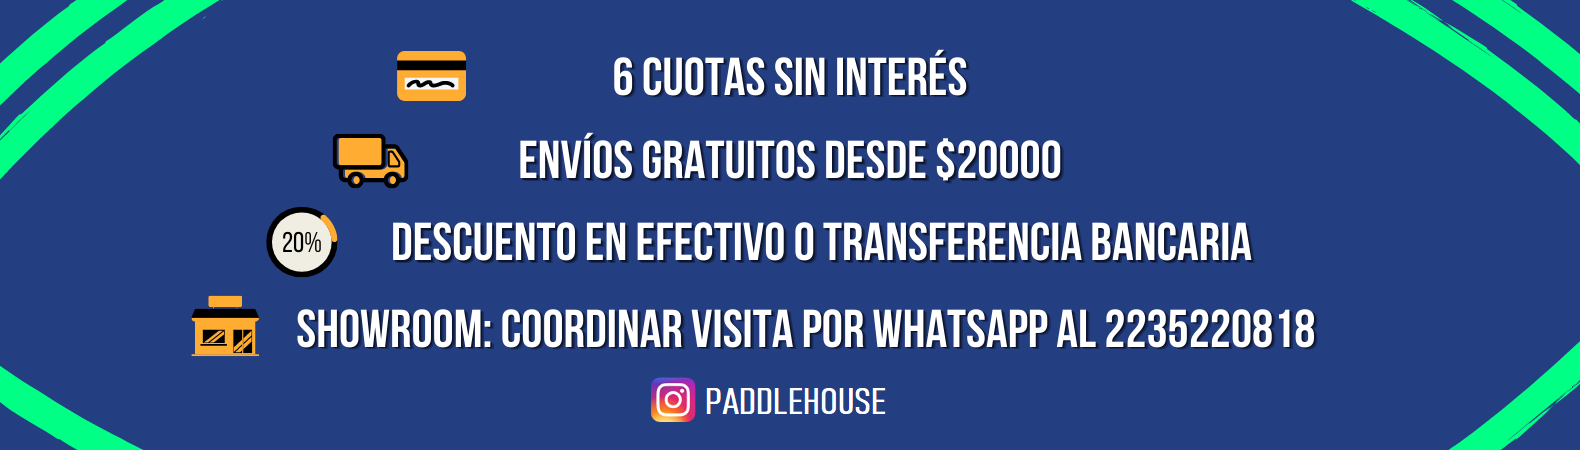 6 CUOTAS SIN INTERÉS
ENVÍOS GRATUITOS DESDE $20000
20% DESCUENTO EN EFECTIVO O TRANSFERENCIA BANCARIA
SHOWROOM: COORDINAR VISITA POR WHATSAPP AL 2235220818
PADDLEHOUSE